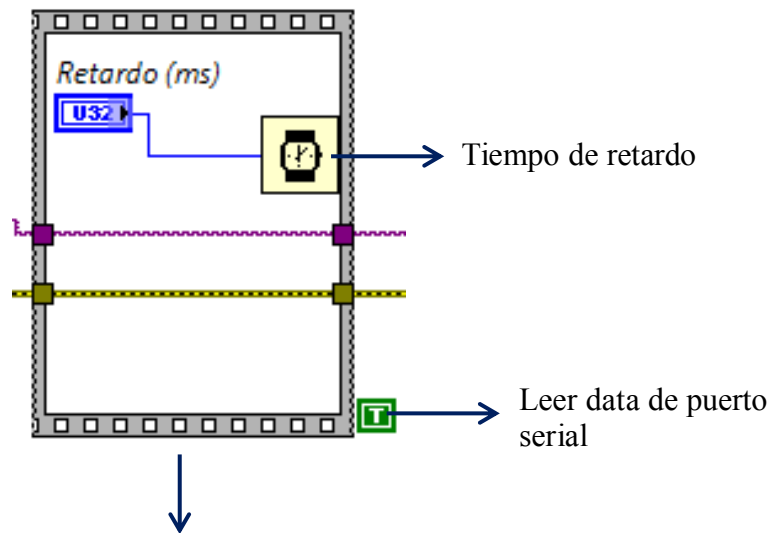 Retardo (ms)
U32
Tiempo de retardo
T
Leer data de puerto
serial